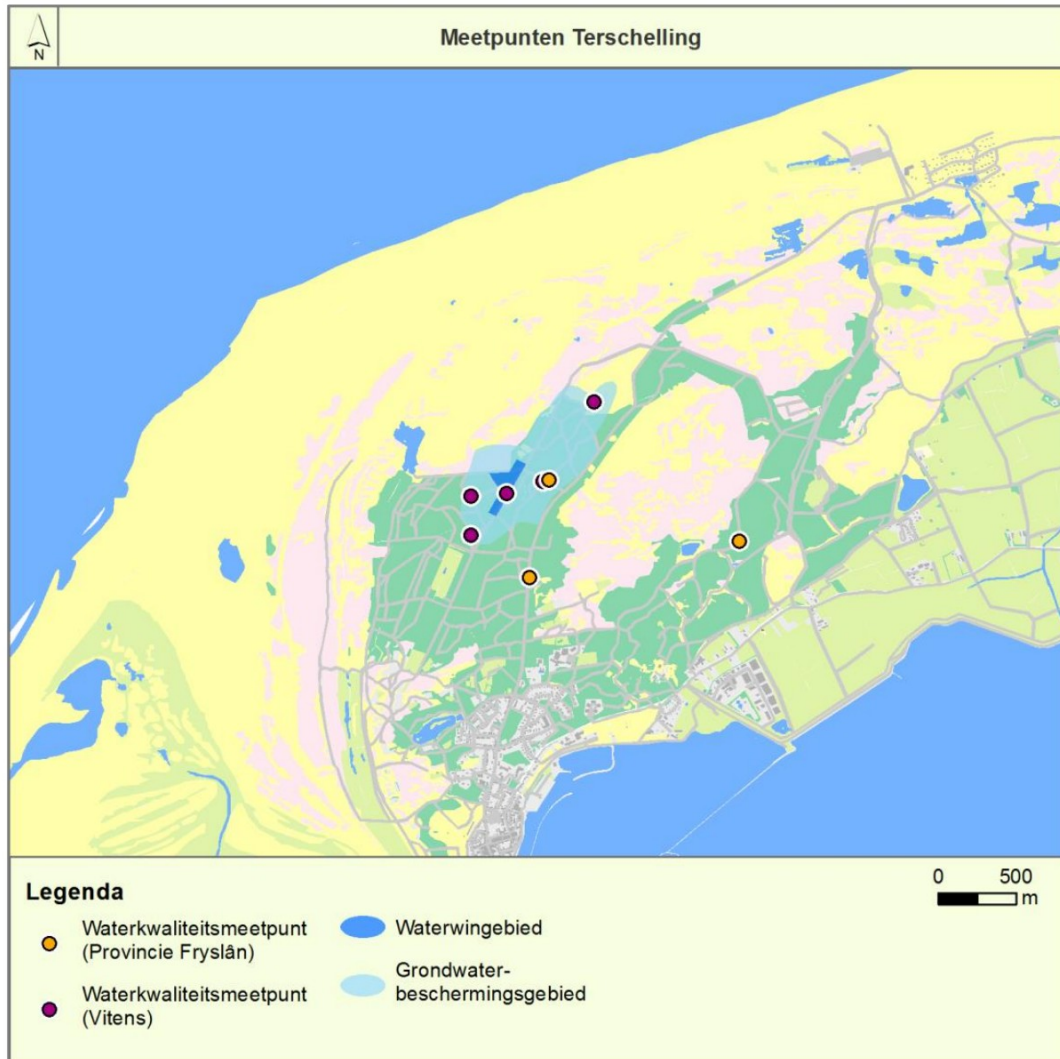 N
Meetpunten Terschelling
Legenda
Waterkwaliteitsmeetpunt
(Provincie Fryslân)
Waterkwaliteitsmeetpunt
(Vitens)
Waterwingebied
Grondwater-
beschermingsgebied
0 500
m